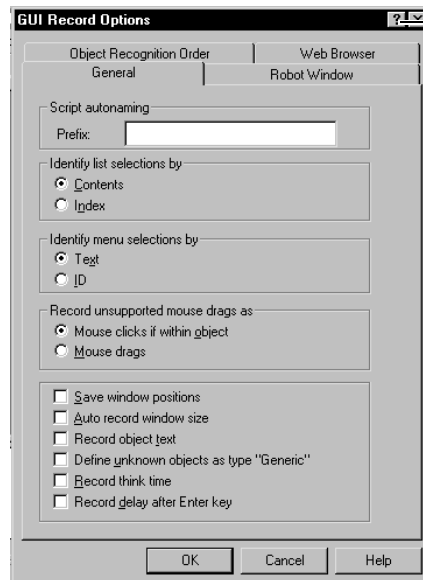 GUI Record Options
Object Recognition Order Web Browser
General Robot Window
Script autonaming
Prefix:
Identify list selections by
Contents
Index
Identify menu selections by
Text
ID
Record unsupported mouse drags as
Mouse clicks if within object
Mouse drags
Save window positions
Auto record window size
Record object text
Define unknown objects as type "Generic"
Record think time
Record delay after Enter key
OK Cancel Help